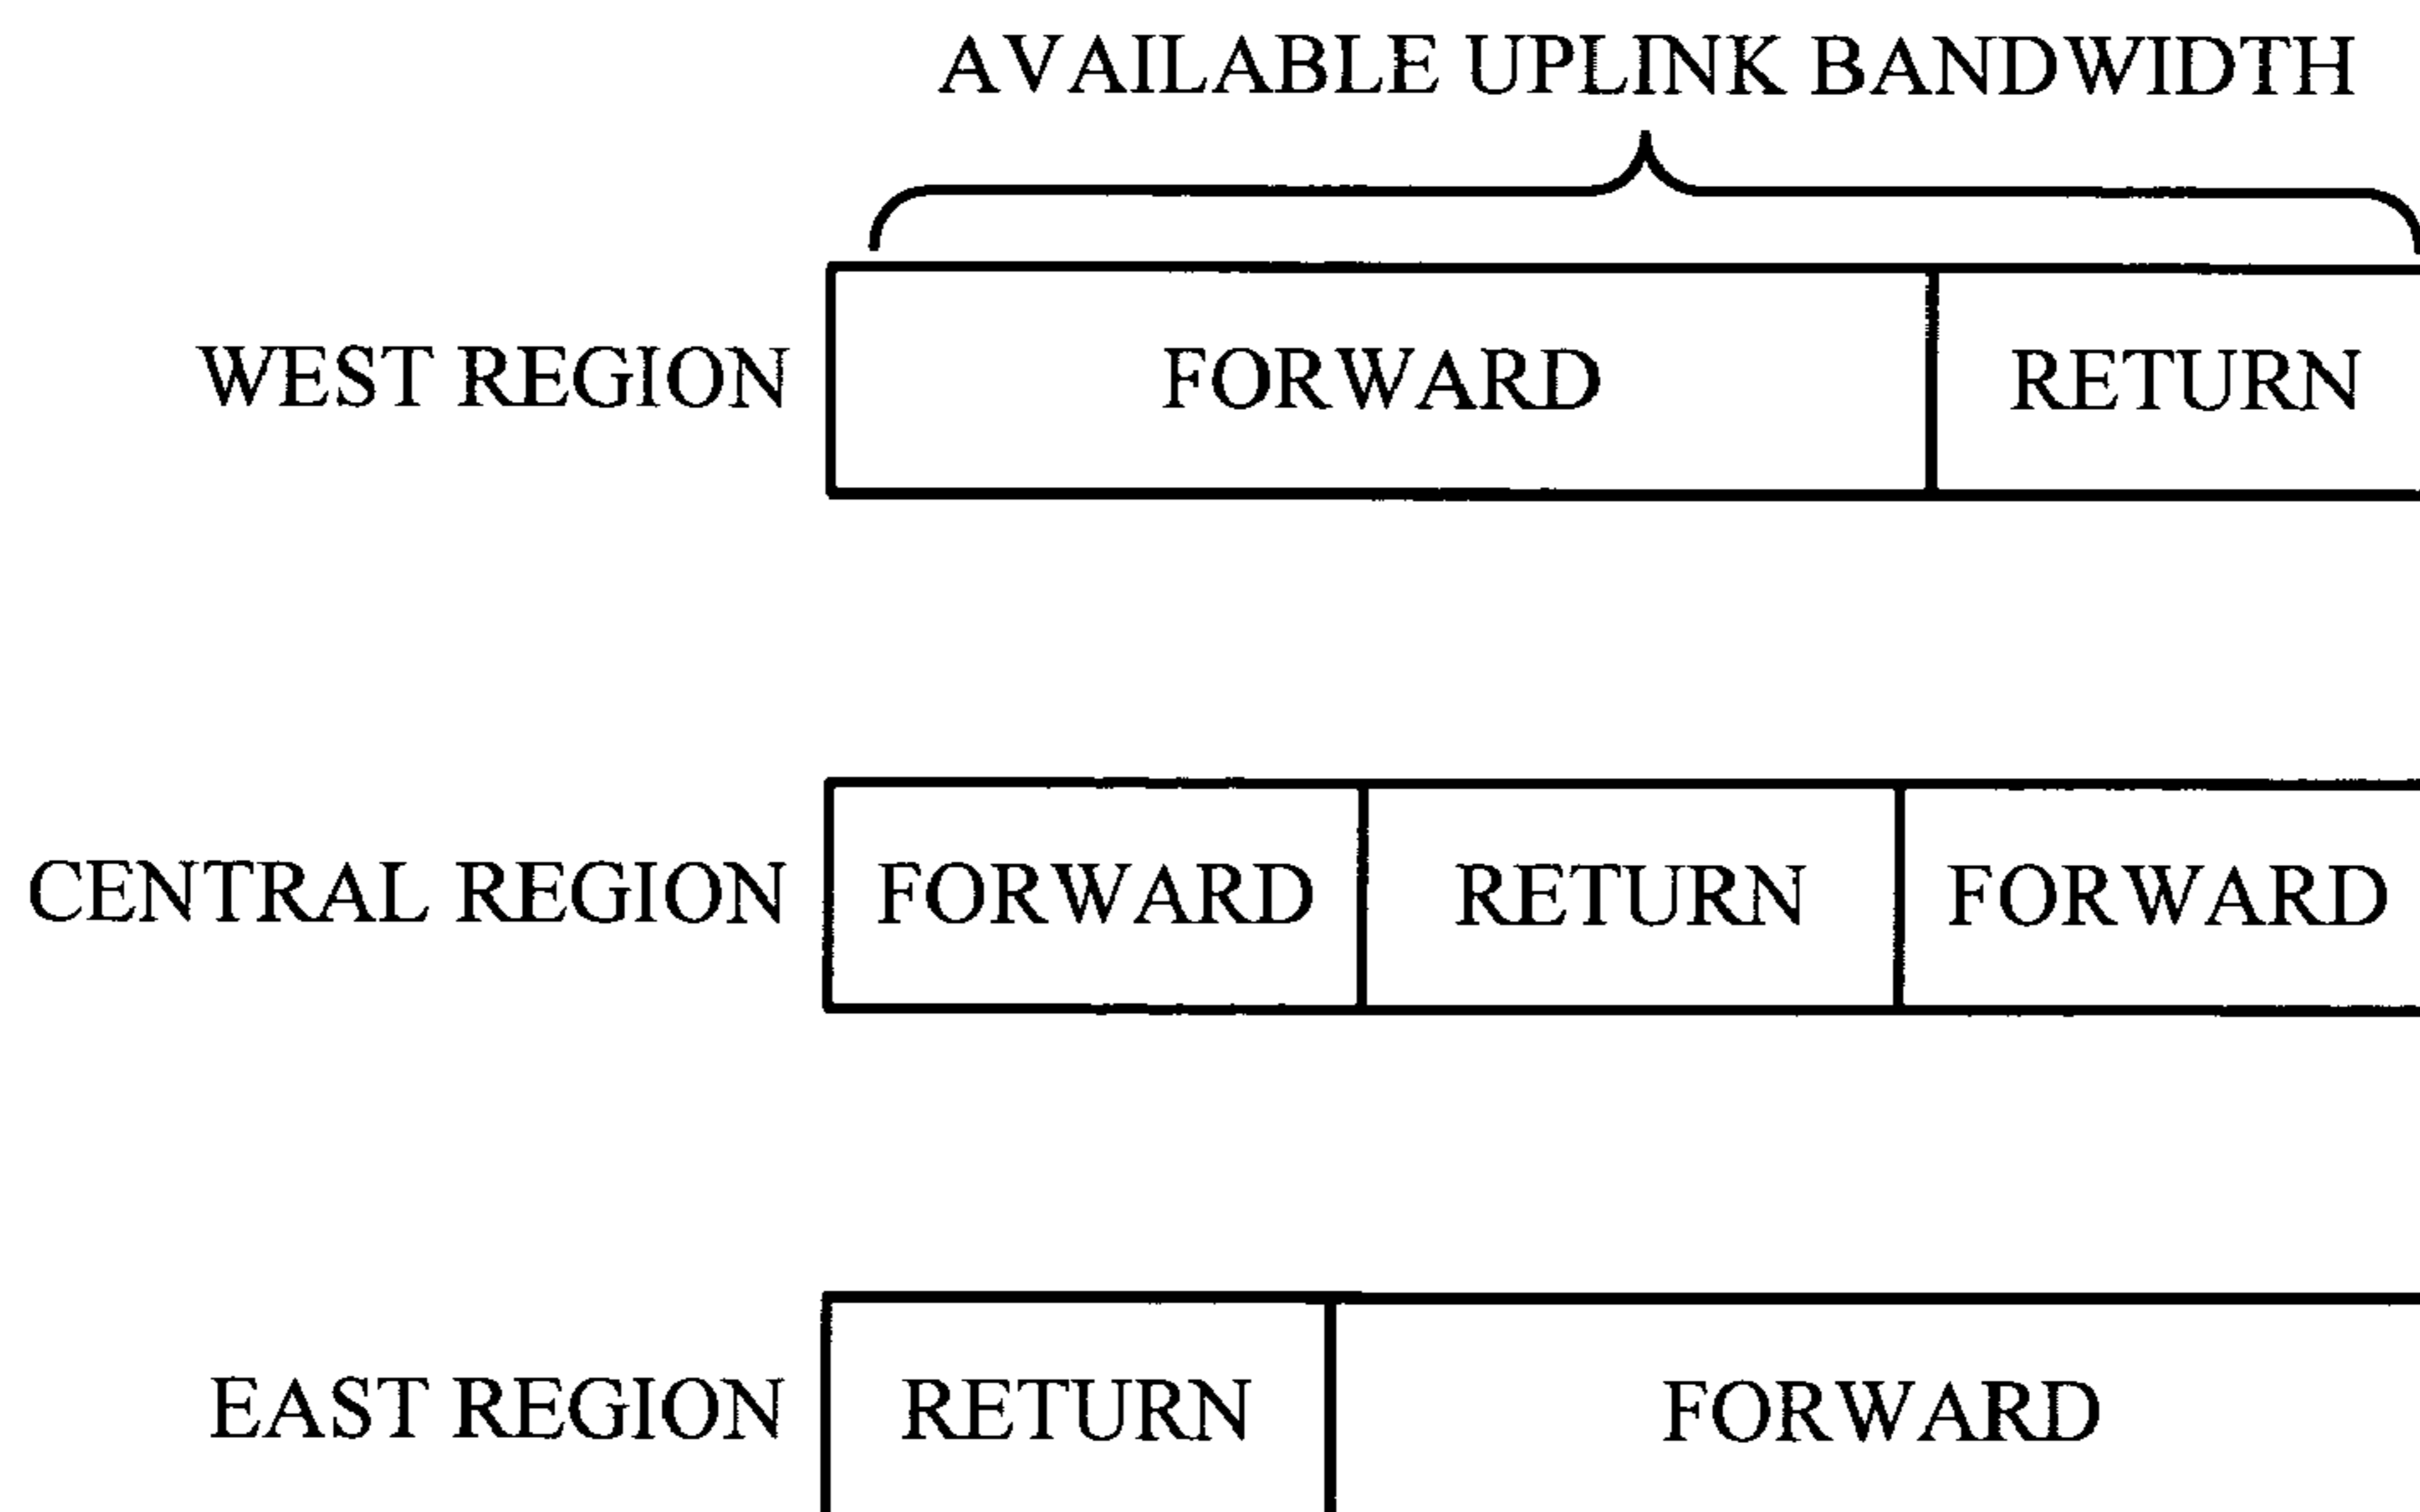 AVAILABLE UPLINK BANDWIDTH
WEST REGION FORWARD RETURN
CENTRAL REGION FORWARD RETURN FORWARD
EAST REGION RETURN FORWARD